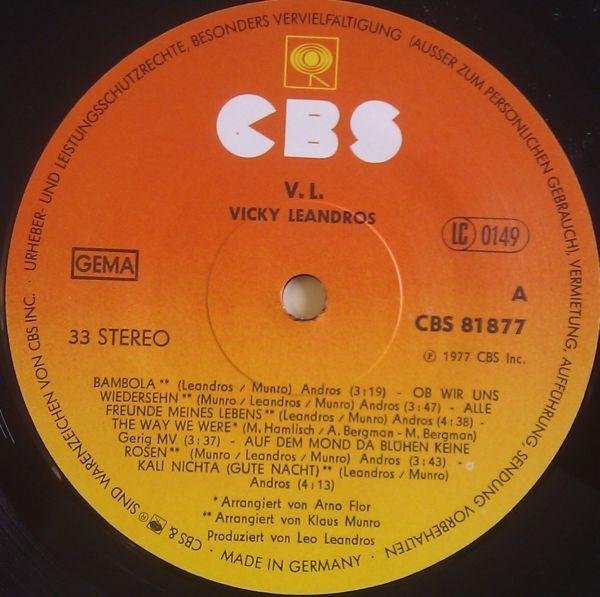 URHEBER- UND LEISTUNGSSCHUTZRECHTE, BESONDERS VERVIELFÄLTIGUNG (AUSSER ZUM PERSÖNLICHEN GEBRAUCH), VERMIETUNG, AUFFÜHRUNG, SENDUNG VORBEHALTEN
CBS
V. L.
VICKY LEANDROS
GEMA
LC 0149
33 STEREO
A
CBS 81877
℗ 1977 CBS Inc.
BAMBOLA** (Leandros / Munro) Andros (3:19) - OB WIR UNS
WIEDERSEHN** (Munro / Leandros / Munro) Andros (3:47) - ALLE
FREUNDE MEINES LEBENS** (Leandros / Munro) Andros (4:38) -
THE WAY WE WERE* (M. Hamlisch / A. Bergman - M. Bergman)
Gerig MV (3:37) - AUF DEM MOND DA BLÜHEN KEINE
ROSEN** (Munro / Leandros / Munro) Andros (3:43) -
KALI NICHTA (GUTE NACHT)** (Leandros / Munro)
Andros (4:13)
* Arrangiert von Arno Flor
** Arrangiert von Klaus Munro
Produziert von Leo Leandros
CBS & ® SIND WARENZEICHEN VON CBS INC. · MADE IN GERMANY ·